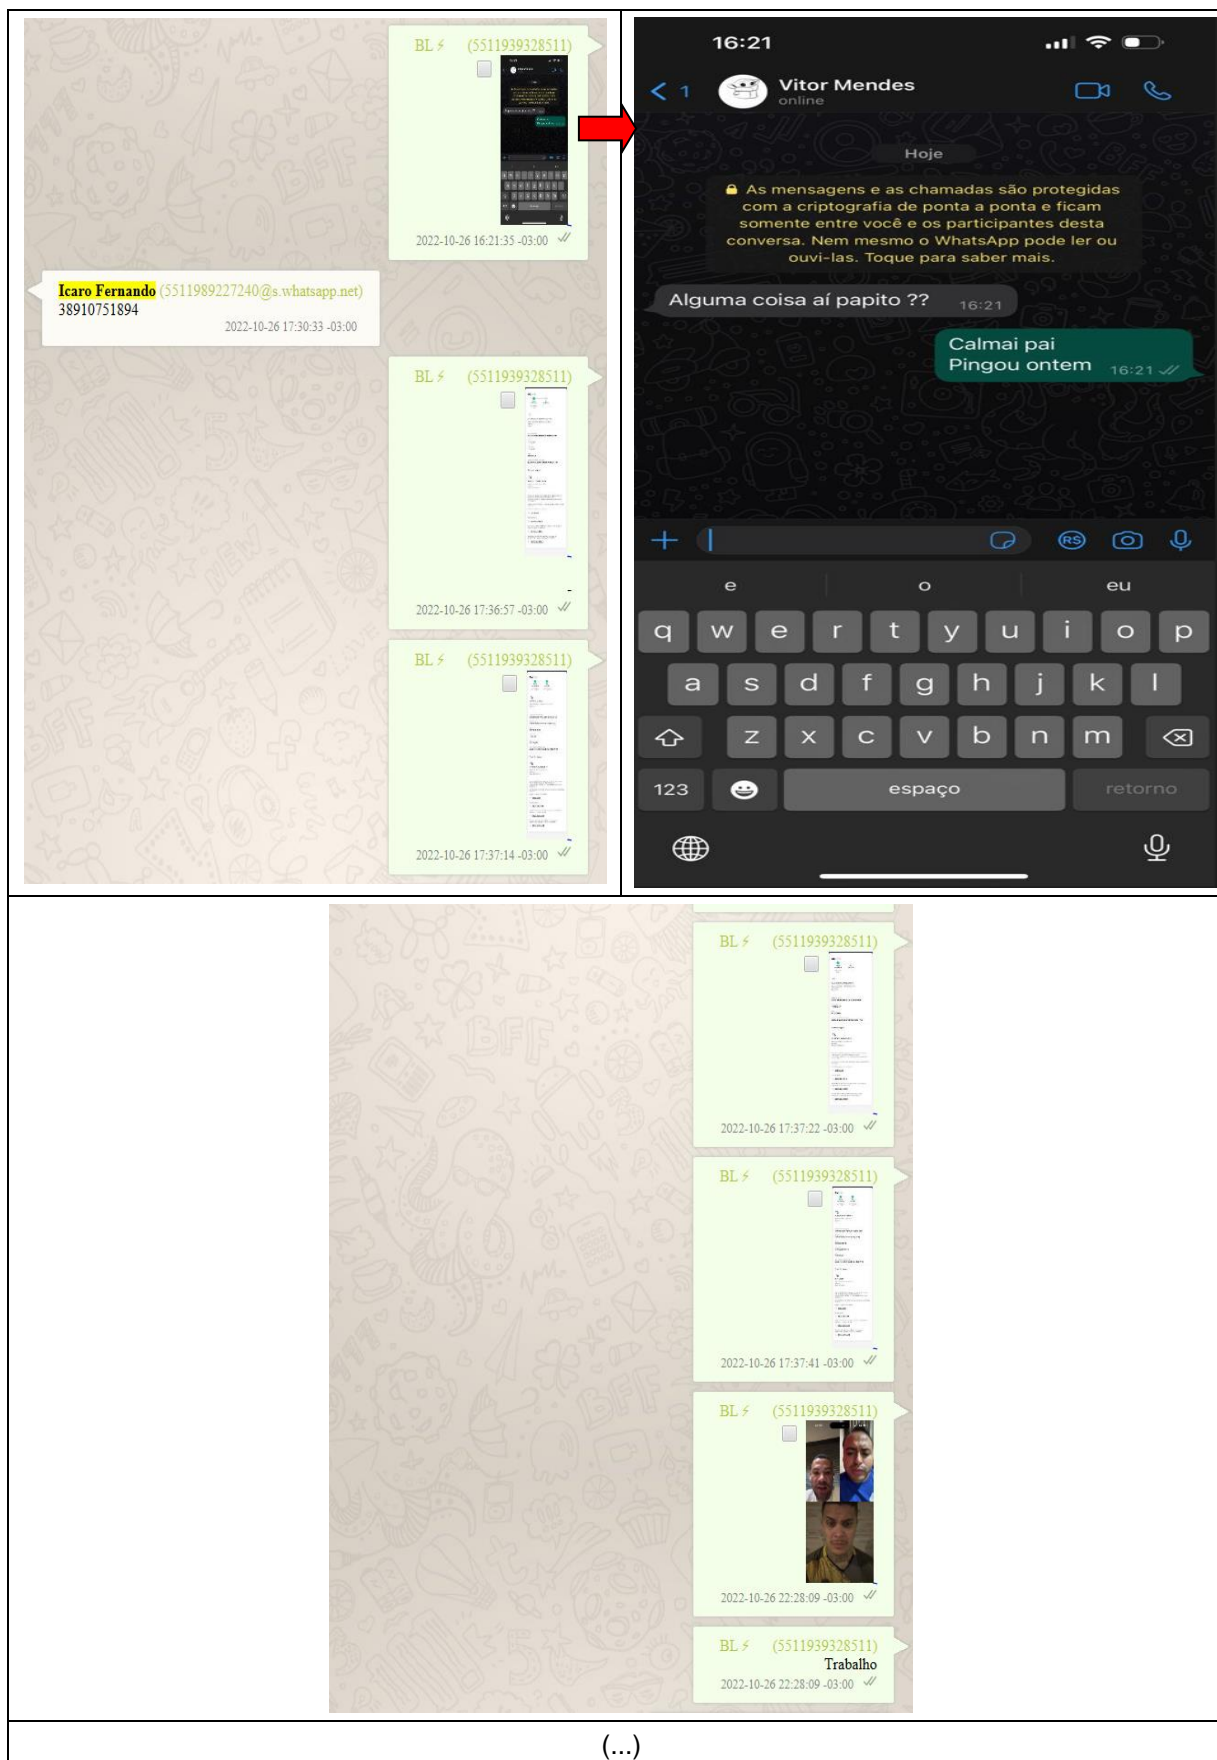 BL⚡ (5511939328511)
2022-10-26 16:21:35 -03:00
Icaro Fernando (5511989227240@s.whatsapp.net)
38910751894
2022-10-26 17:30:33 -03:00
BL⚡ (5511939328511)
2022-10-26 17:36:57 -03:00
BL⚡ (5511939328511)
2022-10-26 17:37:14 -03:00
16:21
1
Vitor Mendes
online
Hoje
As mensagens e as chamadas são protegidas
com a criptografia de ponta a ponta e ficam
somente entre você e os participantes desta
conversa. Nem mesmo o WhatsApp pode ler ou
ouvi-las. Toque para saber mais.
Alguma coisa aí papito ?? 16:21
Calmai pai
Pingou ontem 16:21
e o eu
q w e r t y u i o p
a s d f g h j k l
z x c v b n m
123 espaço retorno
BL⚡ (5511939328511)
2022-10-26 17:37:22 -03:00
BL⚡ (5511939328511)
2022-10-26 17:37:41 -03:00
BL⚡ (5511939328511)
2022-10-26 22:28:09 -03:00
BL⚡ (5511939328511)
Trabalho
2022-10-26 22:28:09 -03:00
(...)